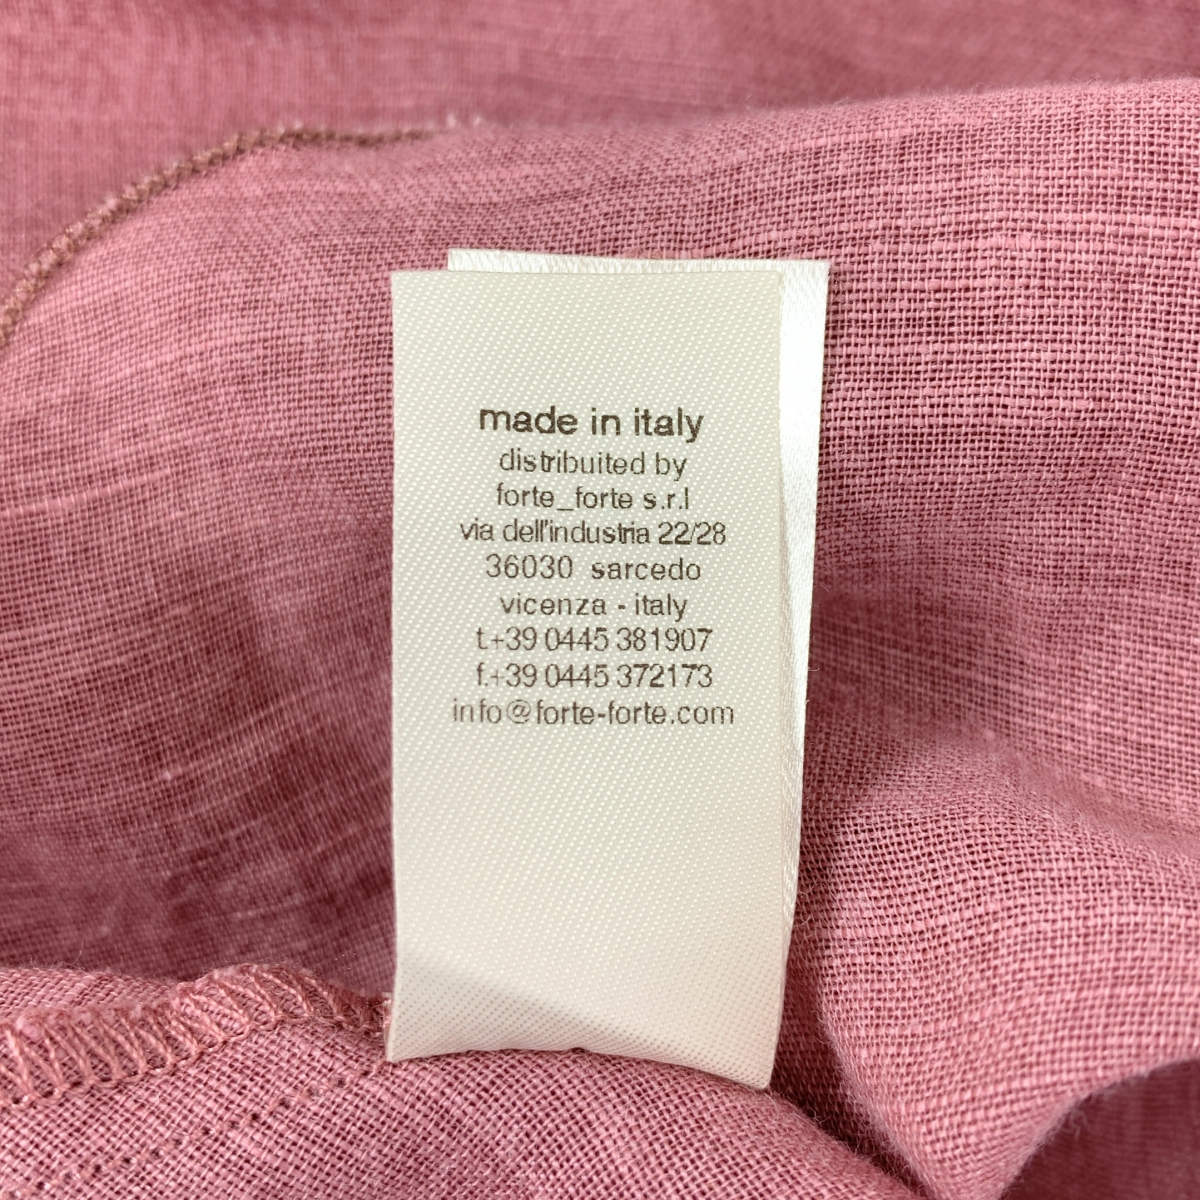 made in italy
distribuited by
forte_forte s.r.l
via dell'industria 22/28
36030 sarcedo
vicenza - italy
t.+39 0445 381907
f.+39 0445 372173
info@forte-forte.com